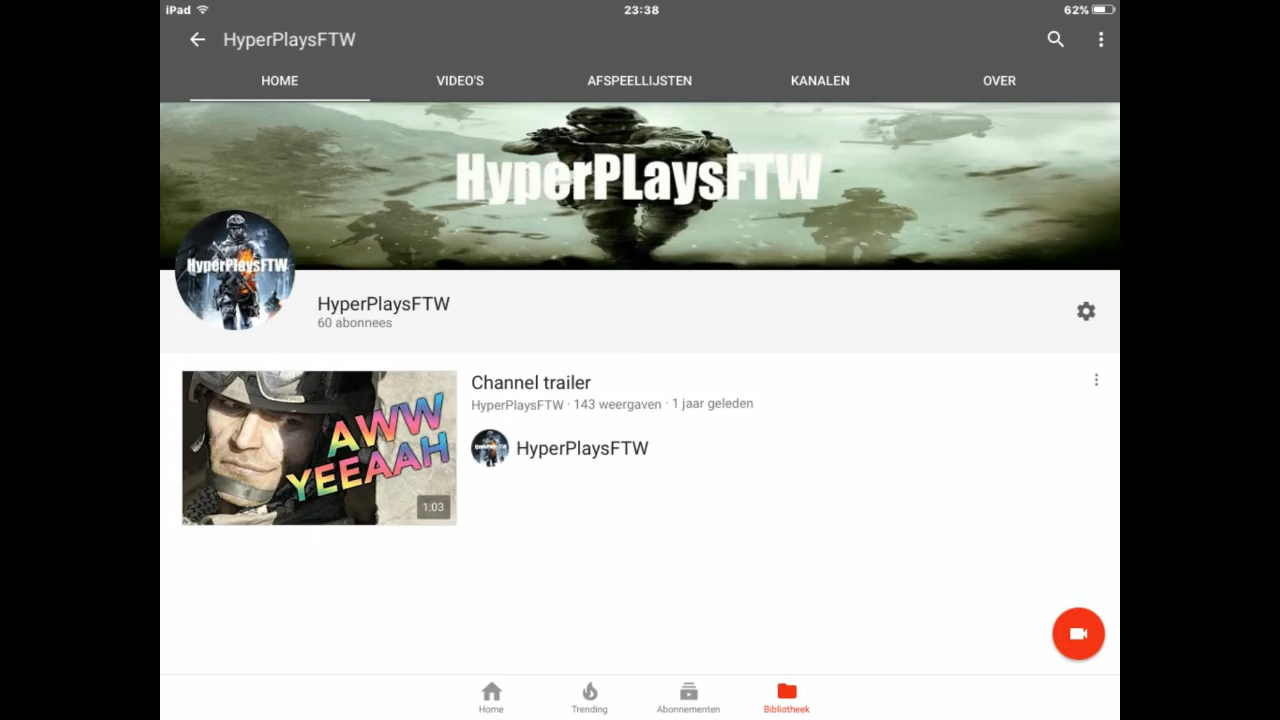 iPad 23:38 62%
HyperPlaysFTW
HOME VIDEO'S AFSPEELLIJSTEN KANALEN OVER
HyperPLaysFTW
HyperPlaysFTW
HyperPlaysFTW
60 abonnees
AWW
YEEAAH
1:03
Channel trailer
HyperPlaysFTW · 143 weergaven · 1 jaar geleden
HyperPlaysFTW
Home Trending Abonnementen Bibliotheek